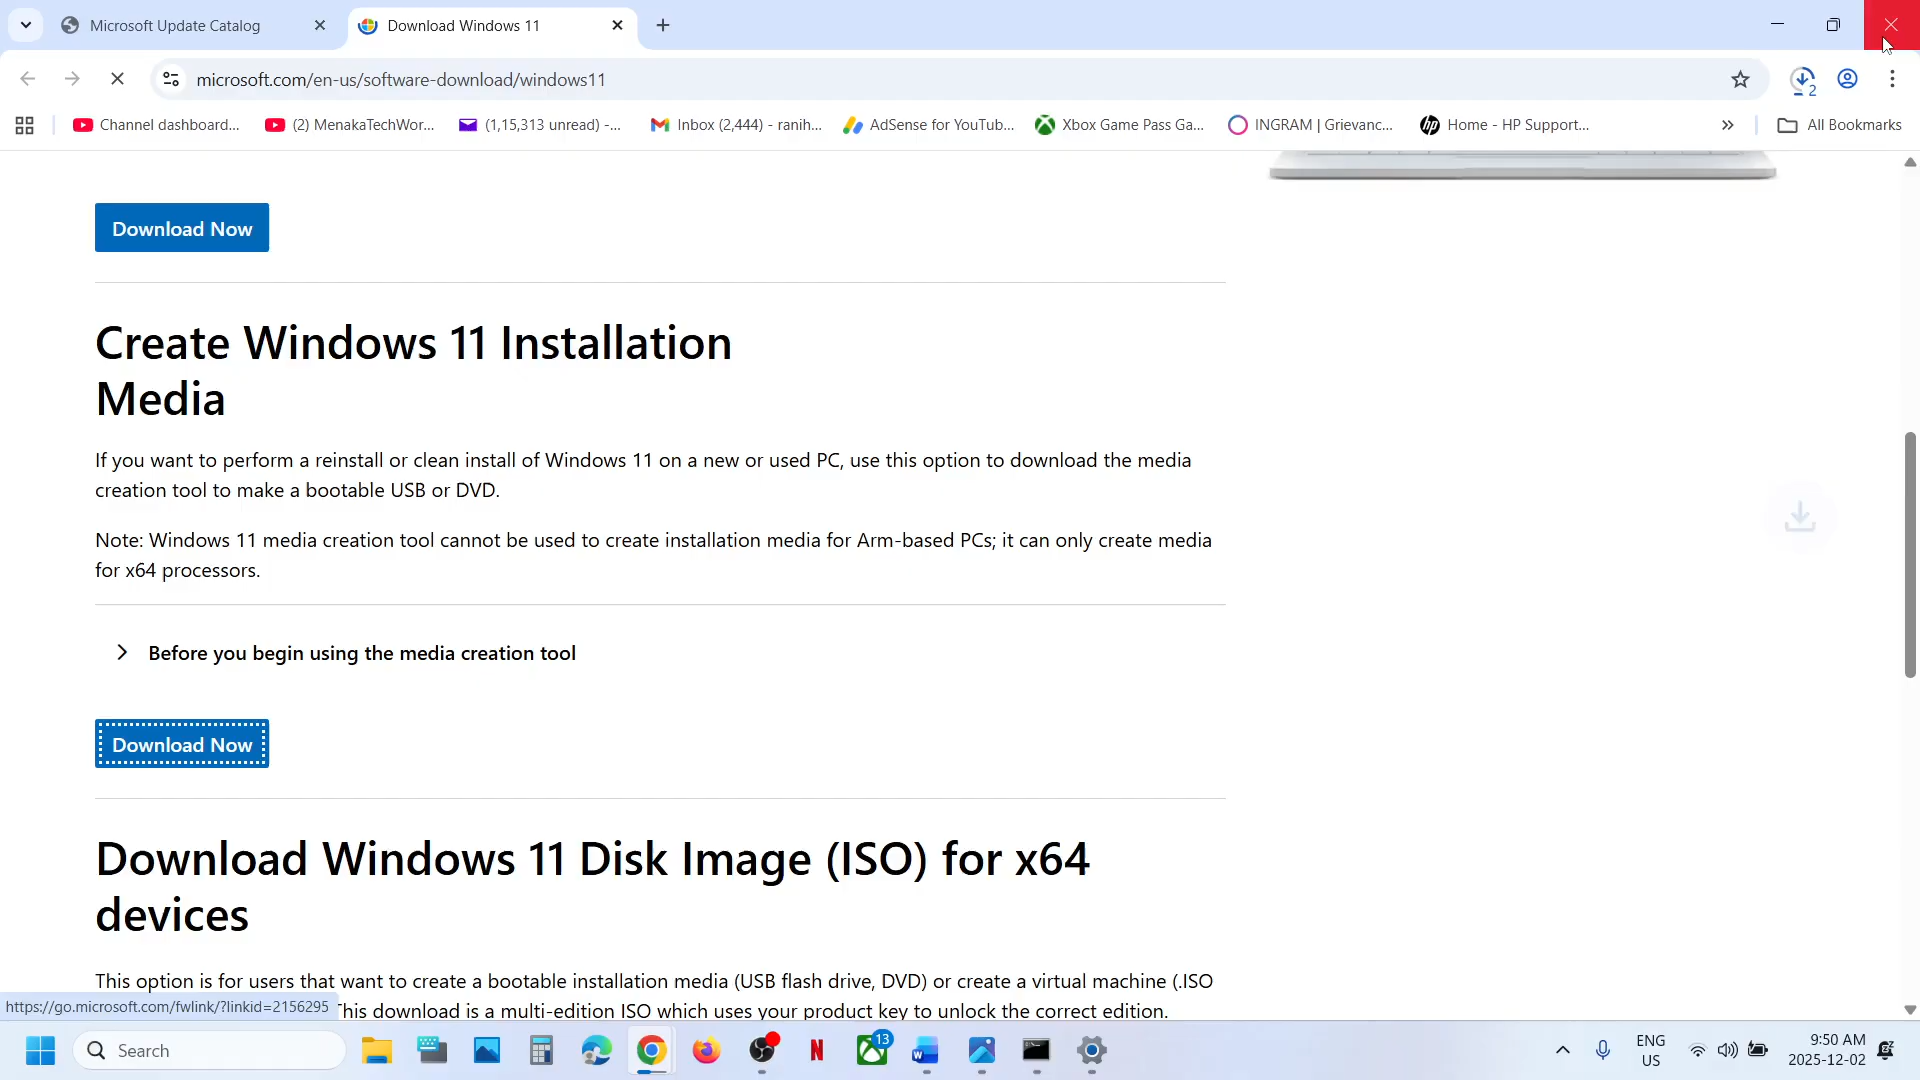 Microsoft Update Catalog
Download Windows 11
microsoft.com/en-us/software-download/windows11
2
Channel dashboard...
(2) MenakaTechWor...
(1,15,313 unread) -...
Inbox (2,444) - ranih...
AdSense for YouTub...
Xbox Game Pass Ga...
INGRAM | Grievanc...
Home - HP Support...
All Bookmarks
Download Now
Create Windows 11 Installation
Media
If you want to perform a reinstall or clean install of Windows 11 on a new or used PC, use this option to download the media
creation tool to make a bootable USB or DVD.
Note: Windows 11 media creation tool cannot be used to create installation media for Arm-based PCs; it can only create media
for x64 processors.
Before you begin using the media creation tool
Download Now
Download Windows 11 Disk Image (ISO) for x64
devices
This option is for users that want to create a bootable installation media (USB flash drive, DVD) or create a virtual machine (.ISO
https://go.microsoft.com/fwlink/?linkid=2156295
This download is a multi-edition ISO which uses your product key to unlock the correct edition.
Search
13
ENG
US
9:50 AM
2025-12-02